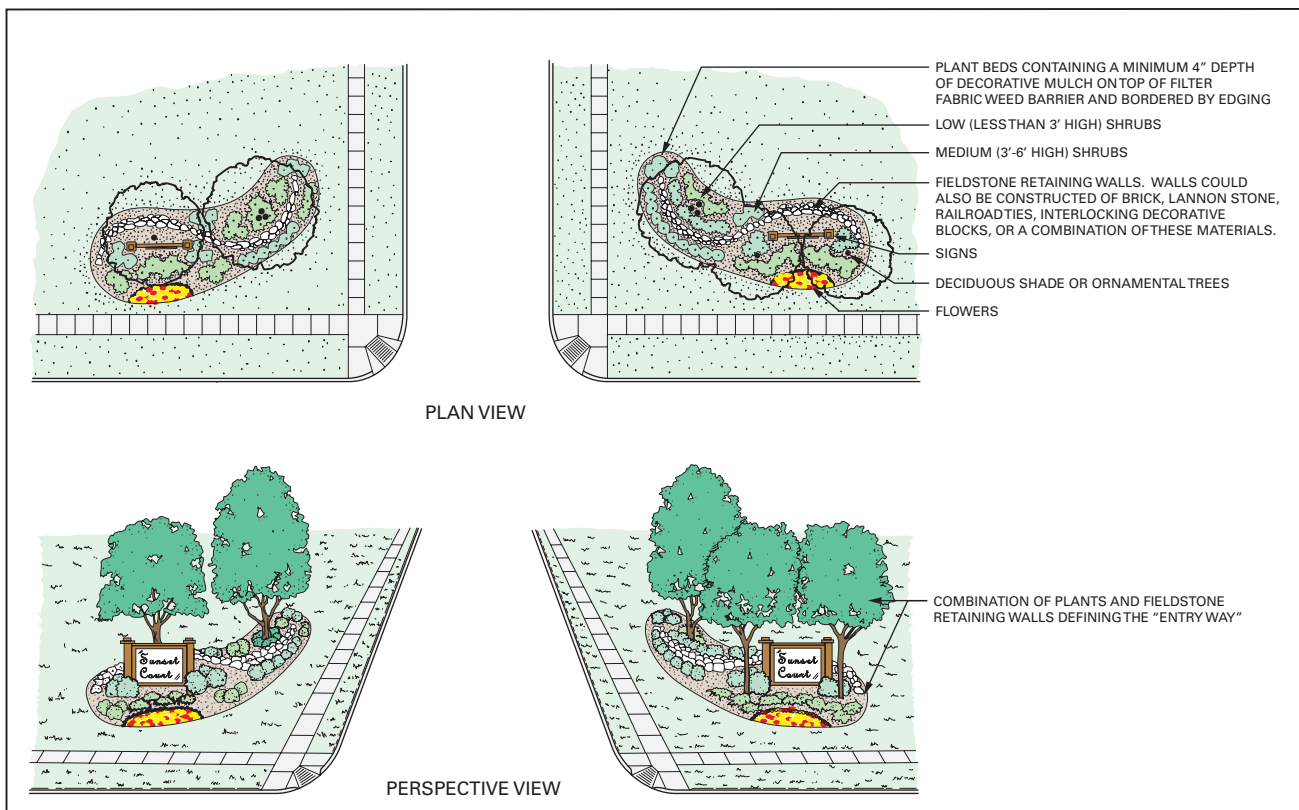 PLANT BEDS CONTAINING A MINIMUM 4" DEPTH
OF DECORATIVE MULCH ON TOP OF FILTER
FABRIC WEED BARRIER AND BORDERED BY EDGING
LOW (LESS THAN 3' HIGH) SHRUBS
MEDIUM (3'-6' HIGH) SHRUBS
FIELDSTONE RETAINING WALLS. WALLS COULD
ALSO BE CONSTRUCTED OF BRICK, LANNON STONE,
RAILROAD TIES, INTERLOCKING DECORATIVE
BLOCKS, OR A COMBINATION OF THESE MATERIALS.
SIGNS
DECIDUOUS SHADE OR ORNAMENTAL TREES
FLOWERS
PLAN VIEW
Sunset
Court
Sunset
Court
COMBINATION OF PLANTS AND FIELDSTONE
RETAINING WALLS DEFINING THE "ENTRY WAY"
PERSPECTIVE VIEW